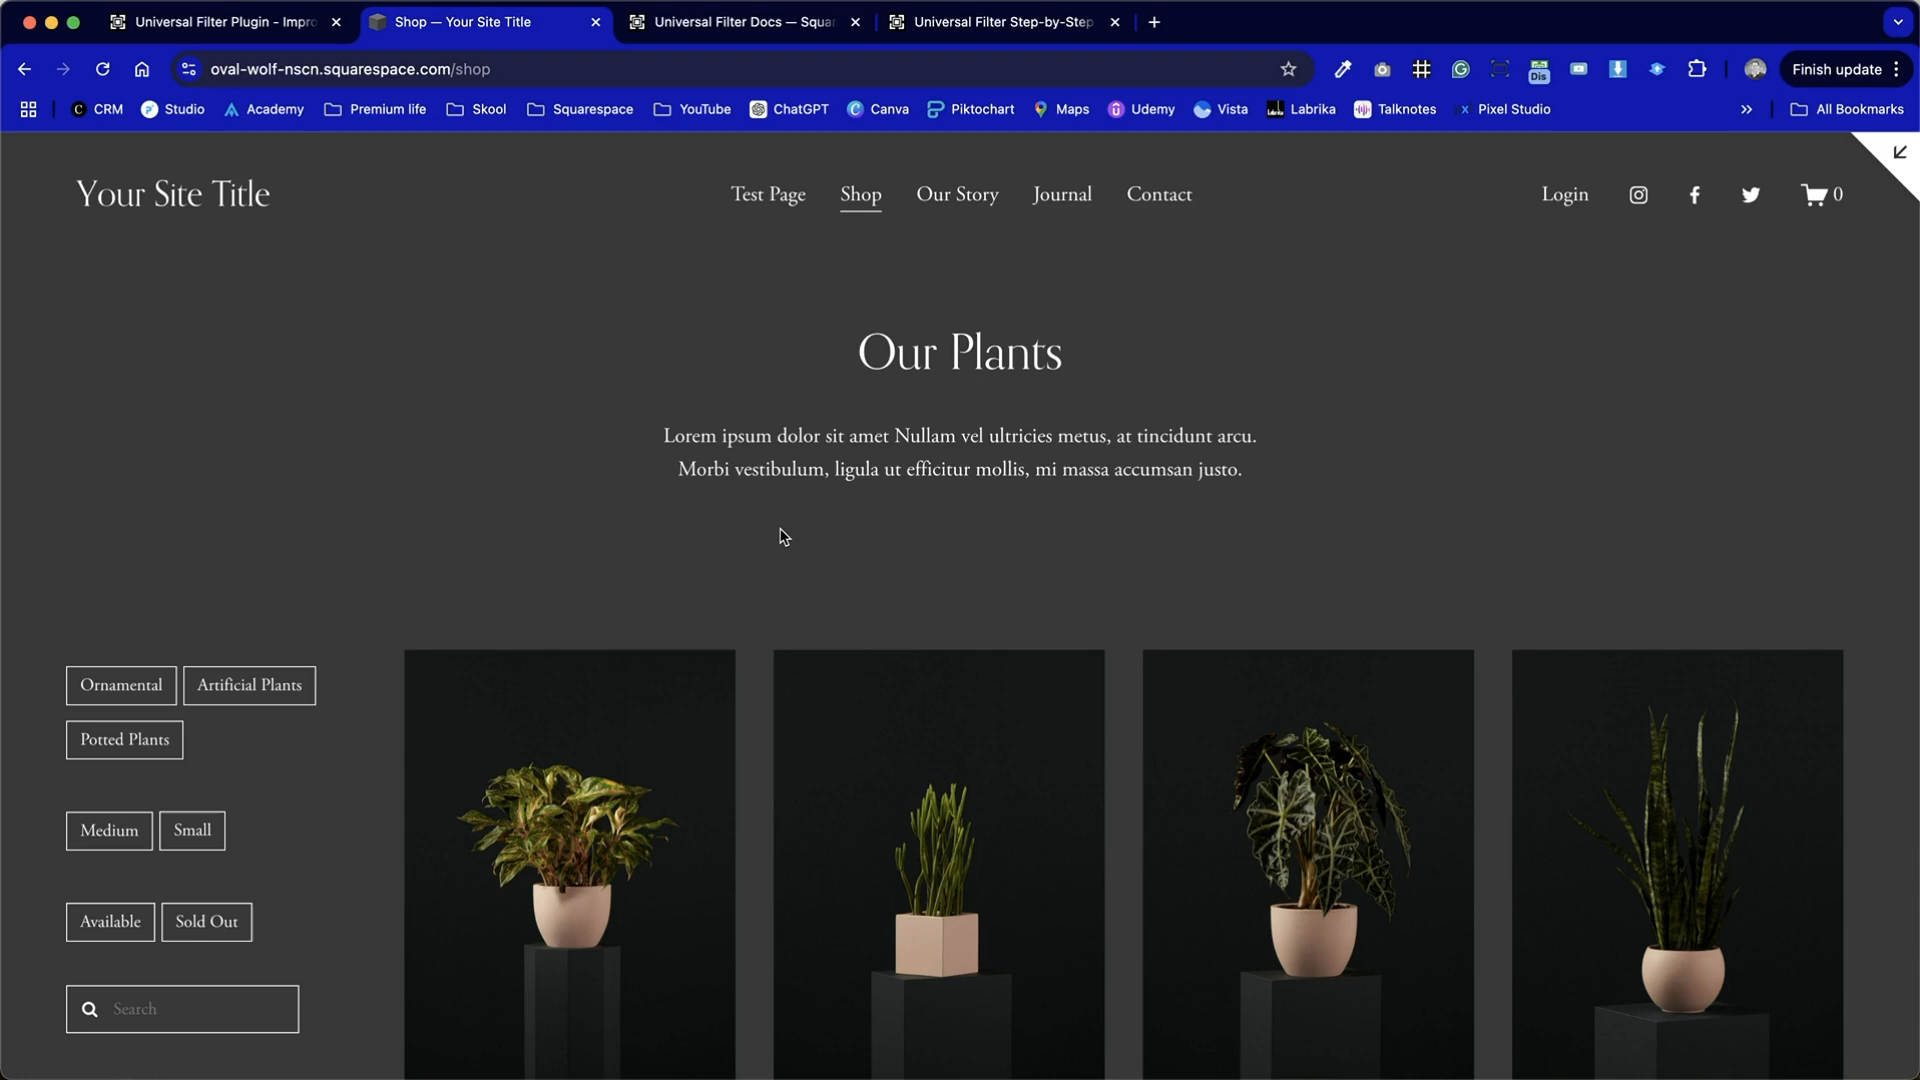 Universal Filter Plugin - Impro
Shop — Your Site Title
Universal Filter Docs — Squar
Universal Filter Step-by-Step
oval-wolf-nscn.squarespace.com/shop
Dis
Finish update
CRM
Studio
Academy
Premium life
Skool
Squarespace
YouTube
ChatGPT
Canva
Piktochart
Maps
Udemy
Vista
Labrika
Talknotes
Pixel Studio
All Bookmarks
Your Site Title
Test Page
Shop
Our Story
Journal
Contact
Login
0
Our Plants
Lorem ipsum dolor sit amet Nullam vel ultricies metus, at tincidunt arcu.
Morbi vestibulum, ligula ut efficitur mollis, mi massa accumsan justo.
Ornamental
Artificial Plants
Potted Plants
Medium
Small
Available
Sold Out
Search